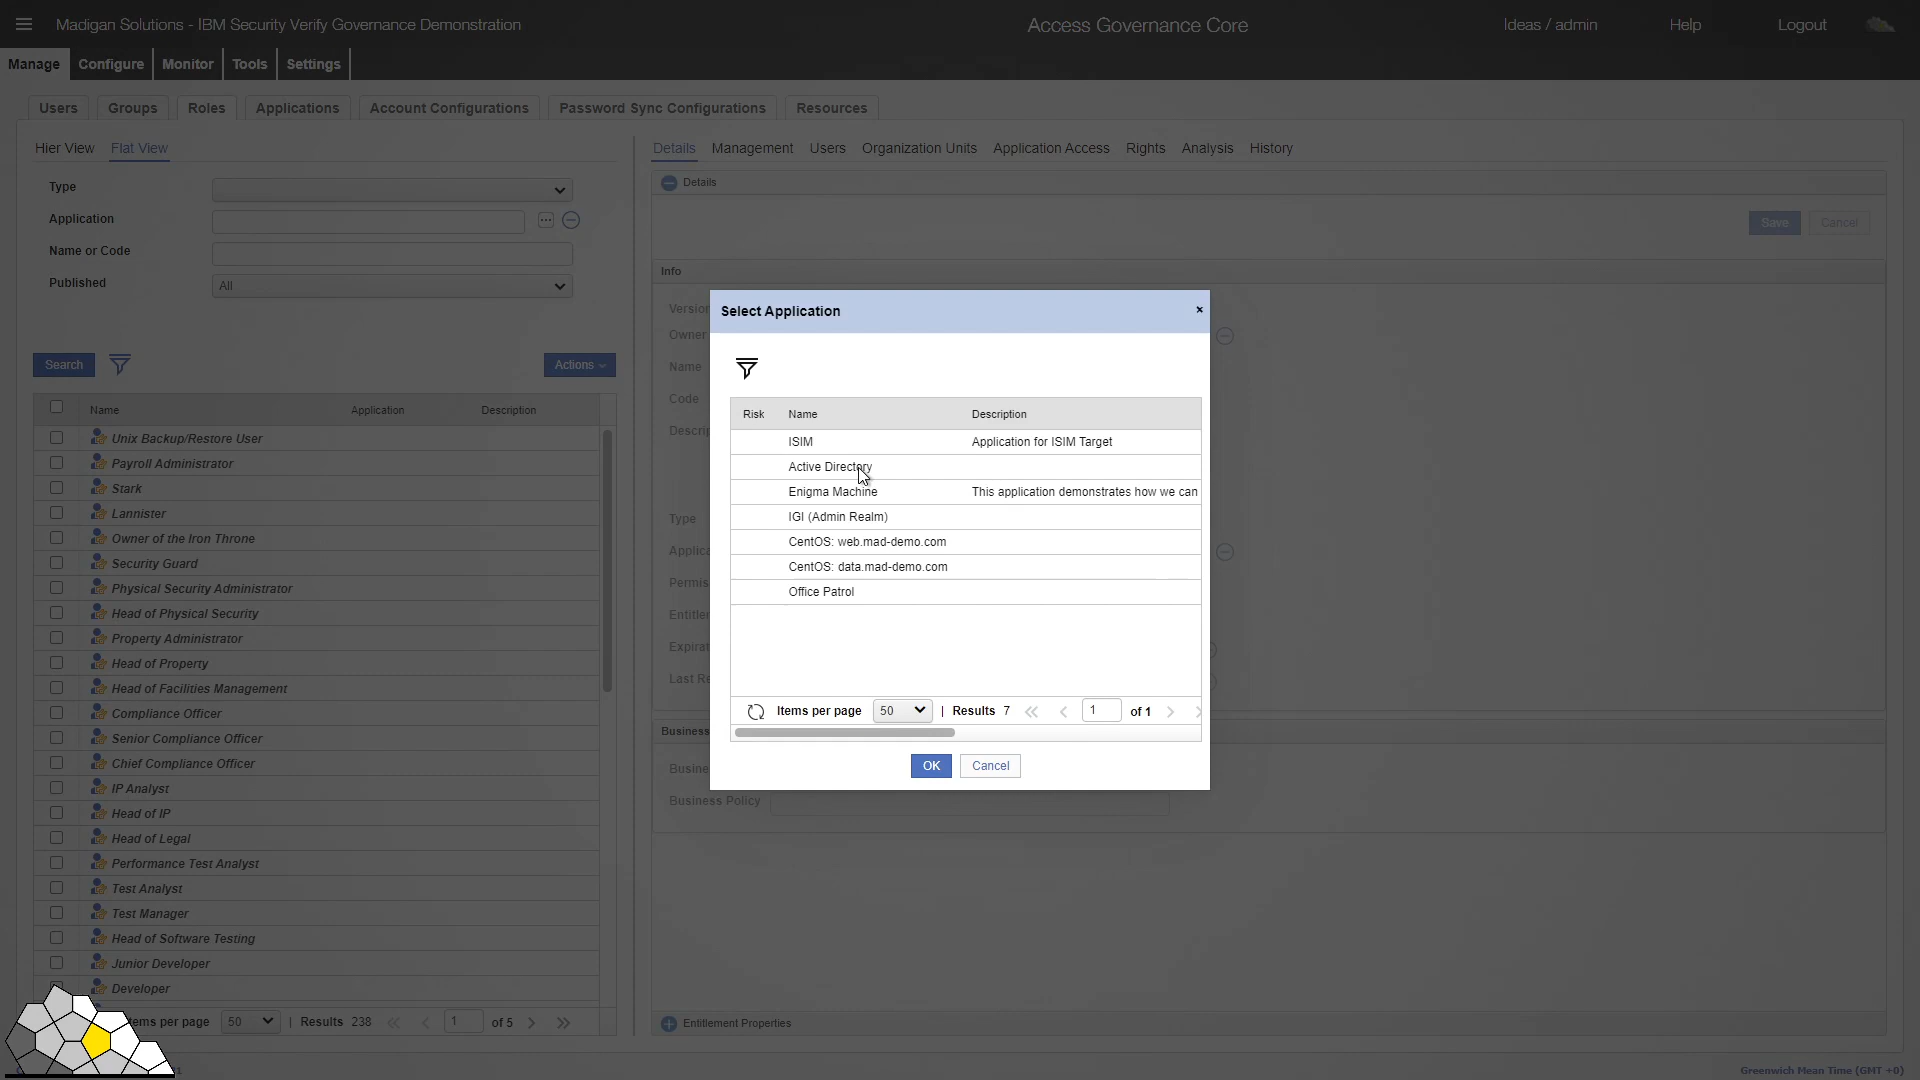 Madigan Solutions - IBM Security Verify Governance Demonstration
Access Governance Core
Ideas / admin
Help
Logout
Manage
Configure
Monitor
Tools
Settings
Users
Groups
Roles
Applications
Account Configurations
Password Sync Configurations
Resources
Hier View
Flat View
Type
Application
Name or Code
Published
All
Search
Actions
Name
Application
Description
Unix Backup/Restore User
Payroll Administrator
Stark
Lannister
Owner of the Iron Throne
Security Guard
Physical Security Administrator
Head of Physical Security
Property Administrator
Head of Property
Head of Facilities Management
Compliance Officer
Senior Compliance Officer
Chief Compliance Officer
IP Analyst
Head of IP
Head of Legal
Performance Test Analyst
Test Analyst
Test Manager
Head of Software Testing
Junior Developer
Developer
Items per page
50
| Results 238
1
of 5
Details
Management
Users
Organization Units
Application Access
Rights
Analysis
History
Details
Save
Cancel
Info
Version
Owner
Name
Code
Type
Business Policy
Entitlement Properties
Select Application
×
Risk
Name
Description
ISIM
Application for ISIM Target
Active Directory
Enigma Machine
This application demonstrates how we can
IGI (Admin Realm)
CentOS: web.mad-demo.com
CentOS: data.mad-demo.com
Office Patrol
Items per page
50
| Results 7
1
of 1
OK
Cancel
Greenwich Mean Time (GMT +0)